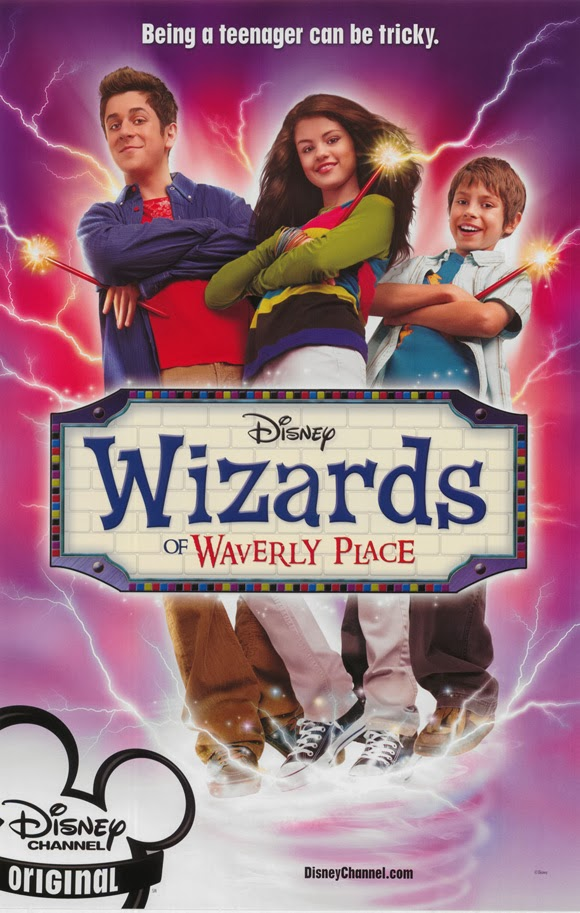 Being a teenager can be tricky.
Disney
Wizards
OF WAVERLY PLACE
Disney
CHANNEL
ORIGINAL
DisneyChannel.com